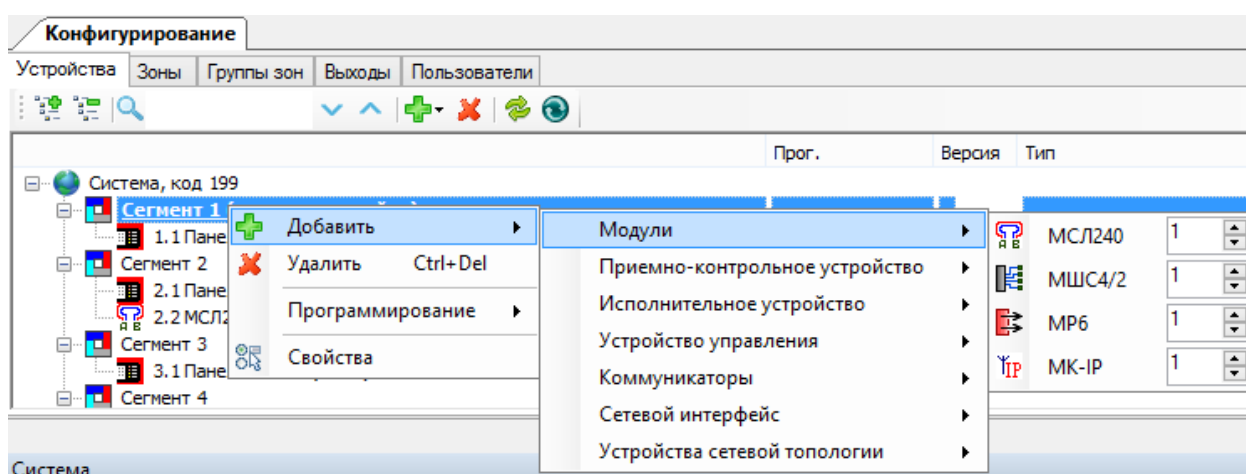 Конфигурирование
Устройства Зоны Группы зон Выходы Пользователи
Прог. Версия Тип
Система, код 199
Сегмент 1
1.1 Пане
Сегмент 2
2.1 Пане
2.2 МСЛ2
Сегмент 3
3.1 Пане
Сегмент 4
Добавить
Удалить Ctrl+Del
Программирование
Свойства
Модули
Приемно-контрольное устройство
Исполнительное устройство
Устройство управления
Коммуникаторы
Сетевой интерфейс
Устройства сетевой топологии
МСЛ240 1
МШС4/2 1
МР6 1
МК-IP 1
Система